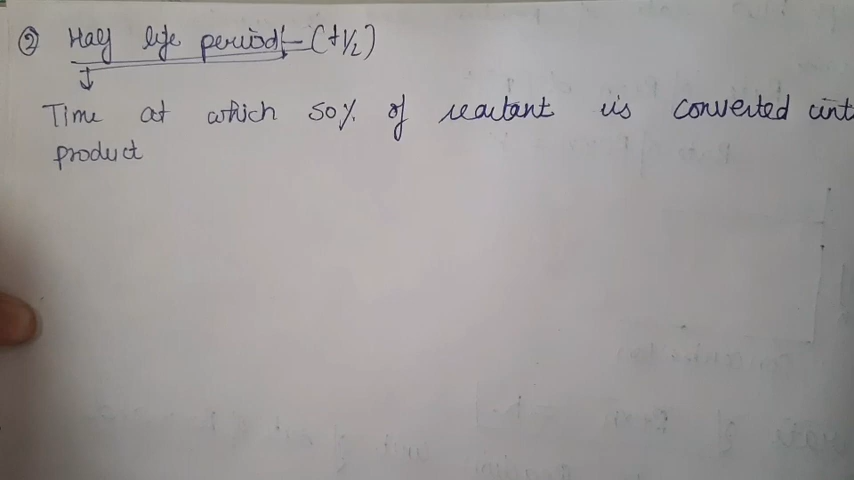 ② Half life period:- (t1/2)
↓
Time at which 50% of reactant is converted int
product